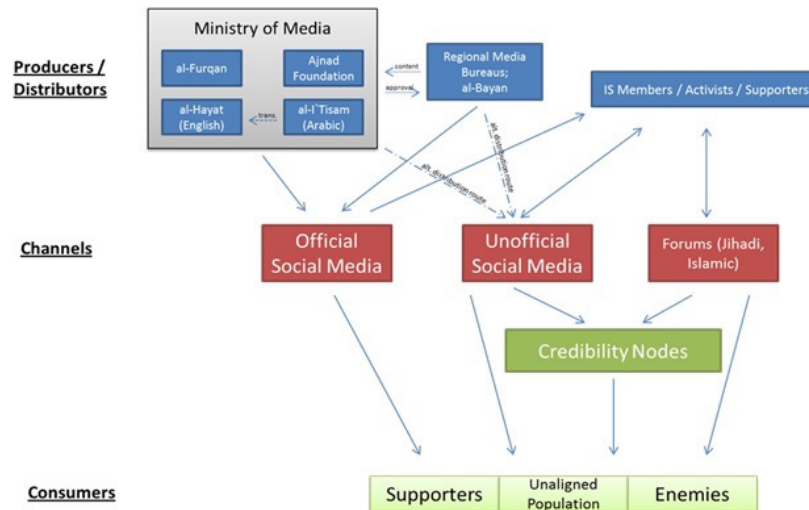 Ministry of Media
Producers /
Distributors
al-Furqan
Ajnad
Foundation
al-Hayat
(English)
trans.
al-I`Tisam
(Arabic)
content
approval
Regional Media
Bureaus;
al-Bayan
IS Members / Activists / Supporters
alt. distribution route
alt. distribution route
Channels
Official
Social Media
Unofficial
Social Media
Forums (Jihadi,
Islamic)
Credibility Nodes
Consumers
Supporters
Unaligned
Population
Enemies